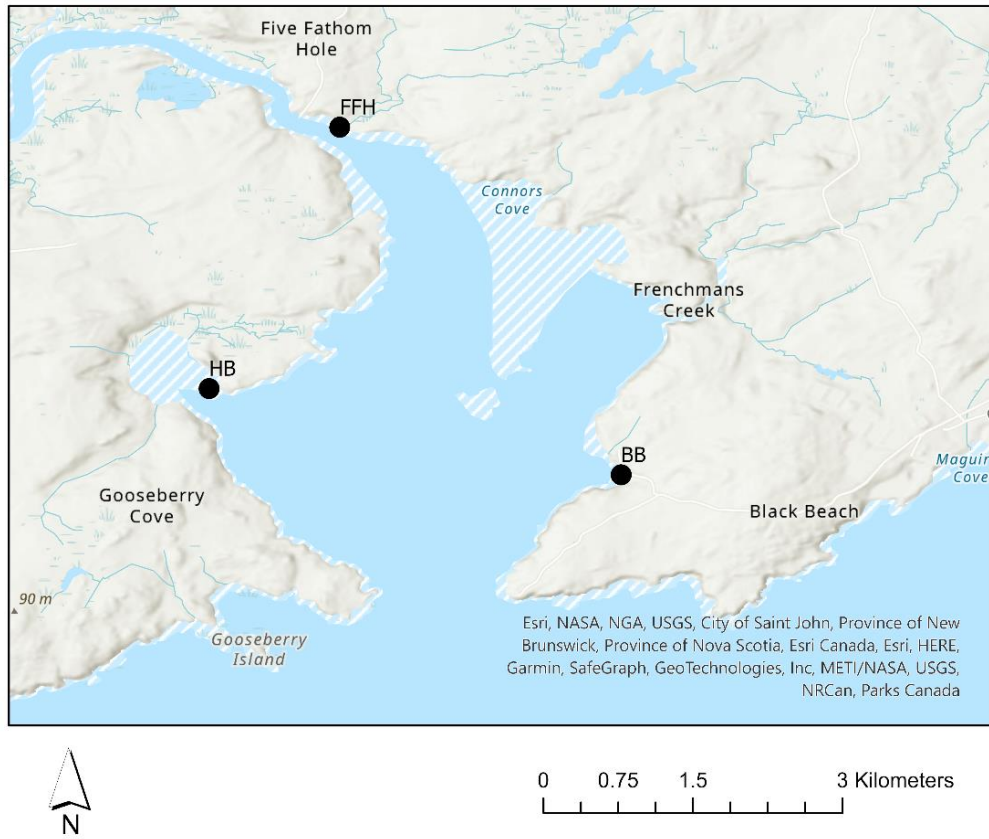 Five Fathom
Hole
FFH
Connors
Cove
Frenchmans
Creek
HB
BB
Maguir
Cove
Gooseberry
Cove
Black Beach
90 m
Gooseberry
Island
Esri, NASA, NGA, USGS, City of Saint John, Province of New
Brunswick, Province of Nova Scotia, Esri Canada, Esri, HERE,
Garmin, SafeGraph, GeoTechnologies, Inc, METI/NASA, USGS,
NRCan, Parks Canada
N
0 0.75 1.5 3 Kilometers